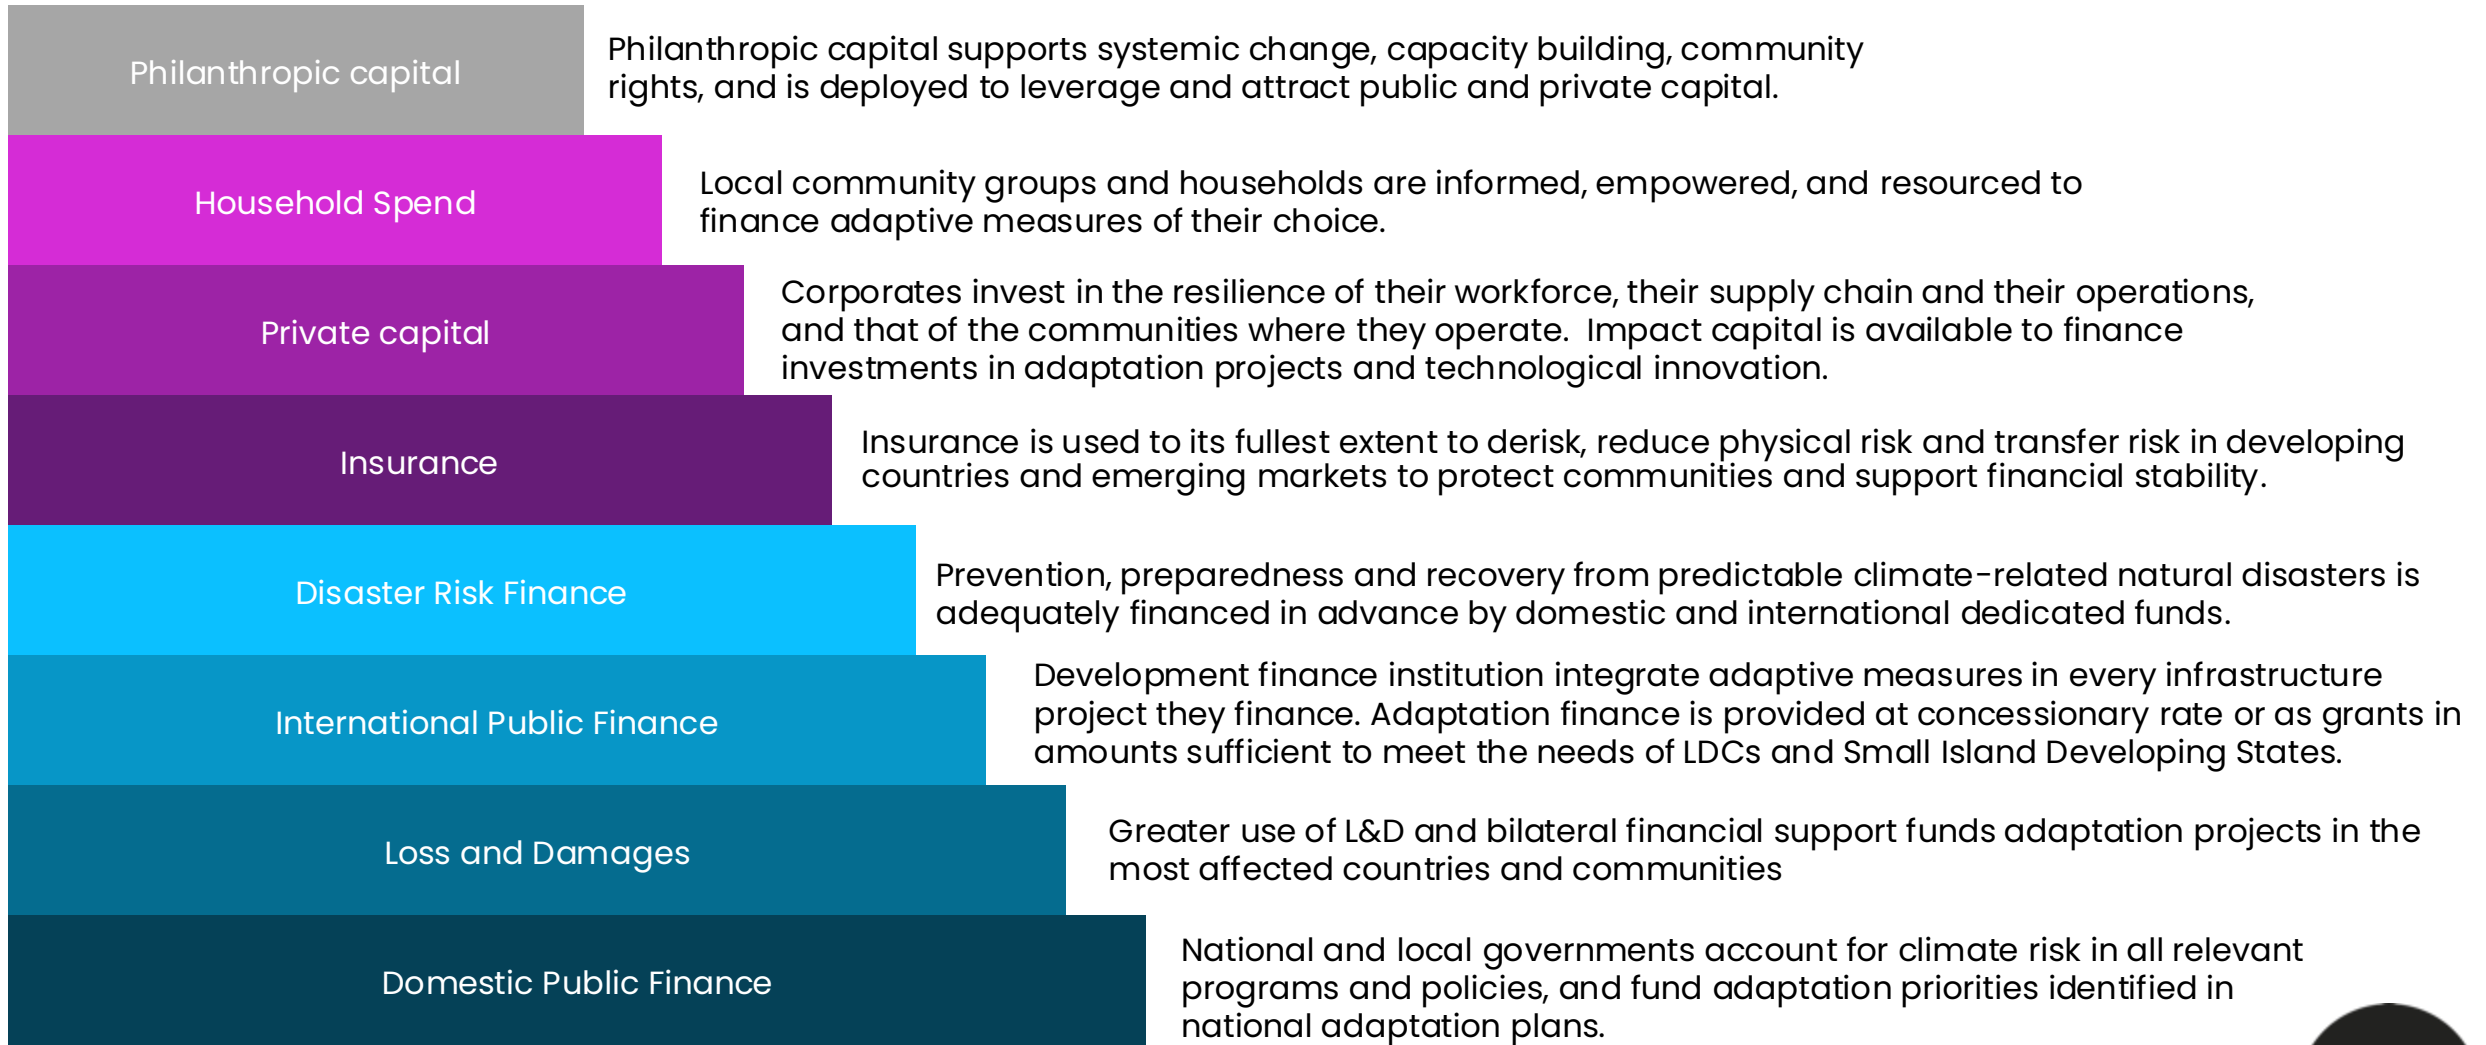 Philanthropic capital
Philanthropic capital supports systemic change, capacity building, community
rights, and is deployed to leverage and attract public and private capital.
Household Spend
Local community groups and households are informed, empowered, and resourced to
finance adaptive measures of their choice.
Private capital
Corporates invest in the resilience of their workforce, their supply chain and their operations,
and that of the communities where they operate.  Impact capital is available to finance
investments in adaptation projects and technological innovation.
Insurance
Insurance is used to its fullest extent to derisk, reduce physical risk and transfer risk in developing
countries and emerging markets to protect communities and support financial stability.
Disaster Risk Finance
Prevention, preparedness and recovery from predictable climate-related natural disasters is
adequately financed in advance by domestic and international dedicated funds.
International Public Finance
Development finance institution integrate adaptive measures in every infrastructure
project they finance. Adaptation finance is provided at concessionary rate or as grants in
amounts sufficient to meet the needs of LDCs and Small Island Developing States.
Loss and Damages
Greater use of L&D and bilateral financial support funds adaptation projects in the
most affected countries and communities
Domestic Public Finance
National and local governments account for climate risk in all relevant
programs and policies, and fund adaptation priorities identified in
national adaptation plans.